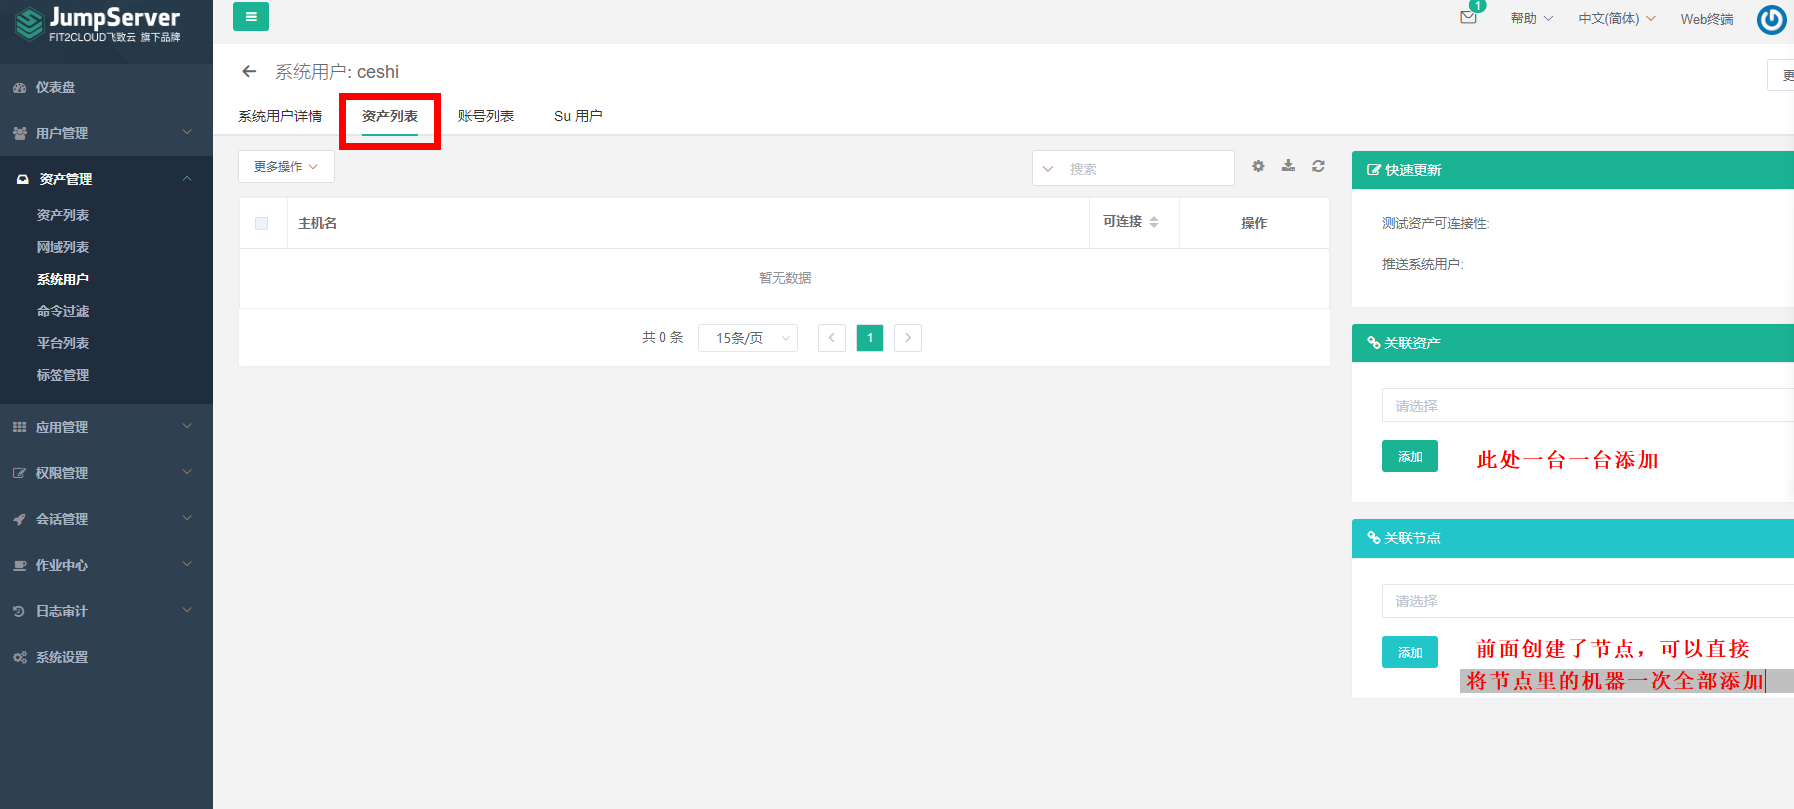 JumpServer
FIT2CLOUD飞致云 旗下品牌
仪表盘
用户管理
资产管理
资产列表
网域列表
系统用户
命令过滤
平台列表
标签管理
应用管理
权限管理
会话管理
作业中心
日志审计
系统设置
1
帮助
中文(简体)
Web终端
系统用户: ceshi
更
系统用户详情
资产列表
账号列表
Su 用户
更多操作
搜索
主机名
可连接
操作
暂无数据
共 0 条
15条/页
1
快速更新
测试资产可连接性:
推送系统用户:
关联资产
请选择
添加
此处一台一台添加
关联节点
请选择
添加
前面创建了节点，可以直接
将节点里的机器一次全部添加